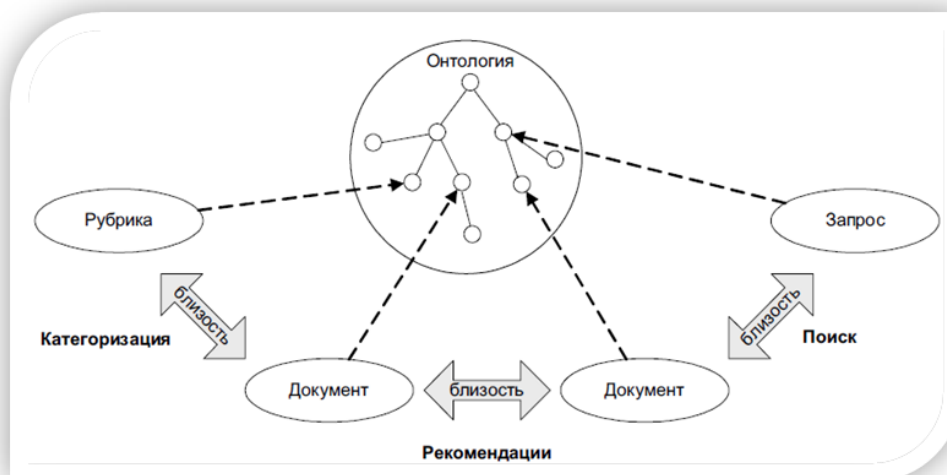 Онтология
Рубрика
Запрос
близость
близость
Категоризация
Поиск
Документ
близость
Документ
Рекомендации